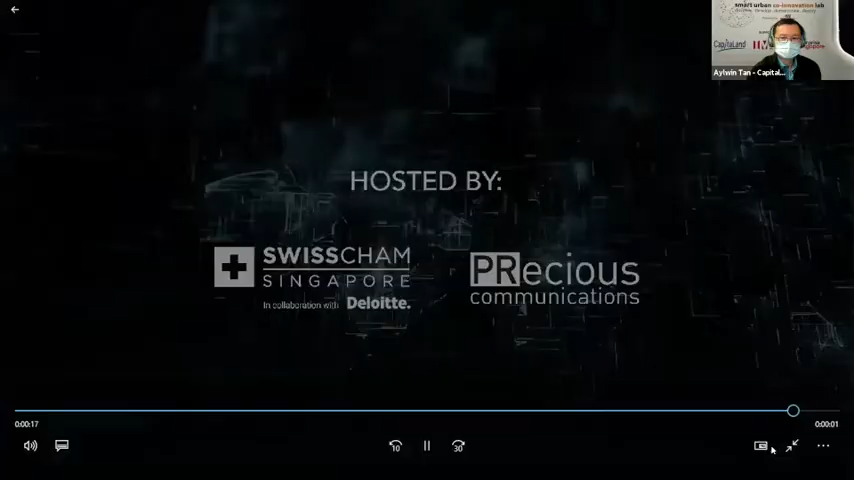 smart urban co-innovation lab
CapitaLand
Aylwin Tan - Capital...
HOSTED BY:
SWISSCHAM
SINGAPORE
In collaboration with Deloitte.
PRecious
communications
0:00:17
0:00:01
10
30